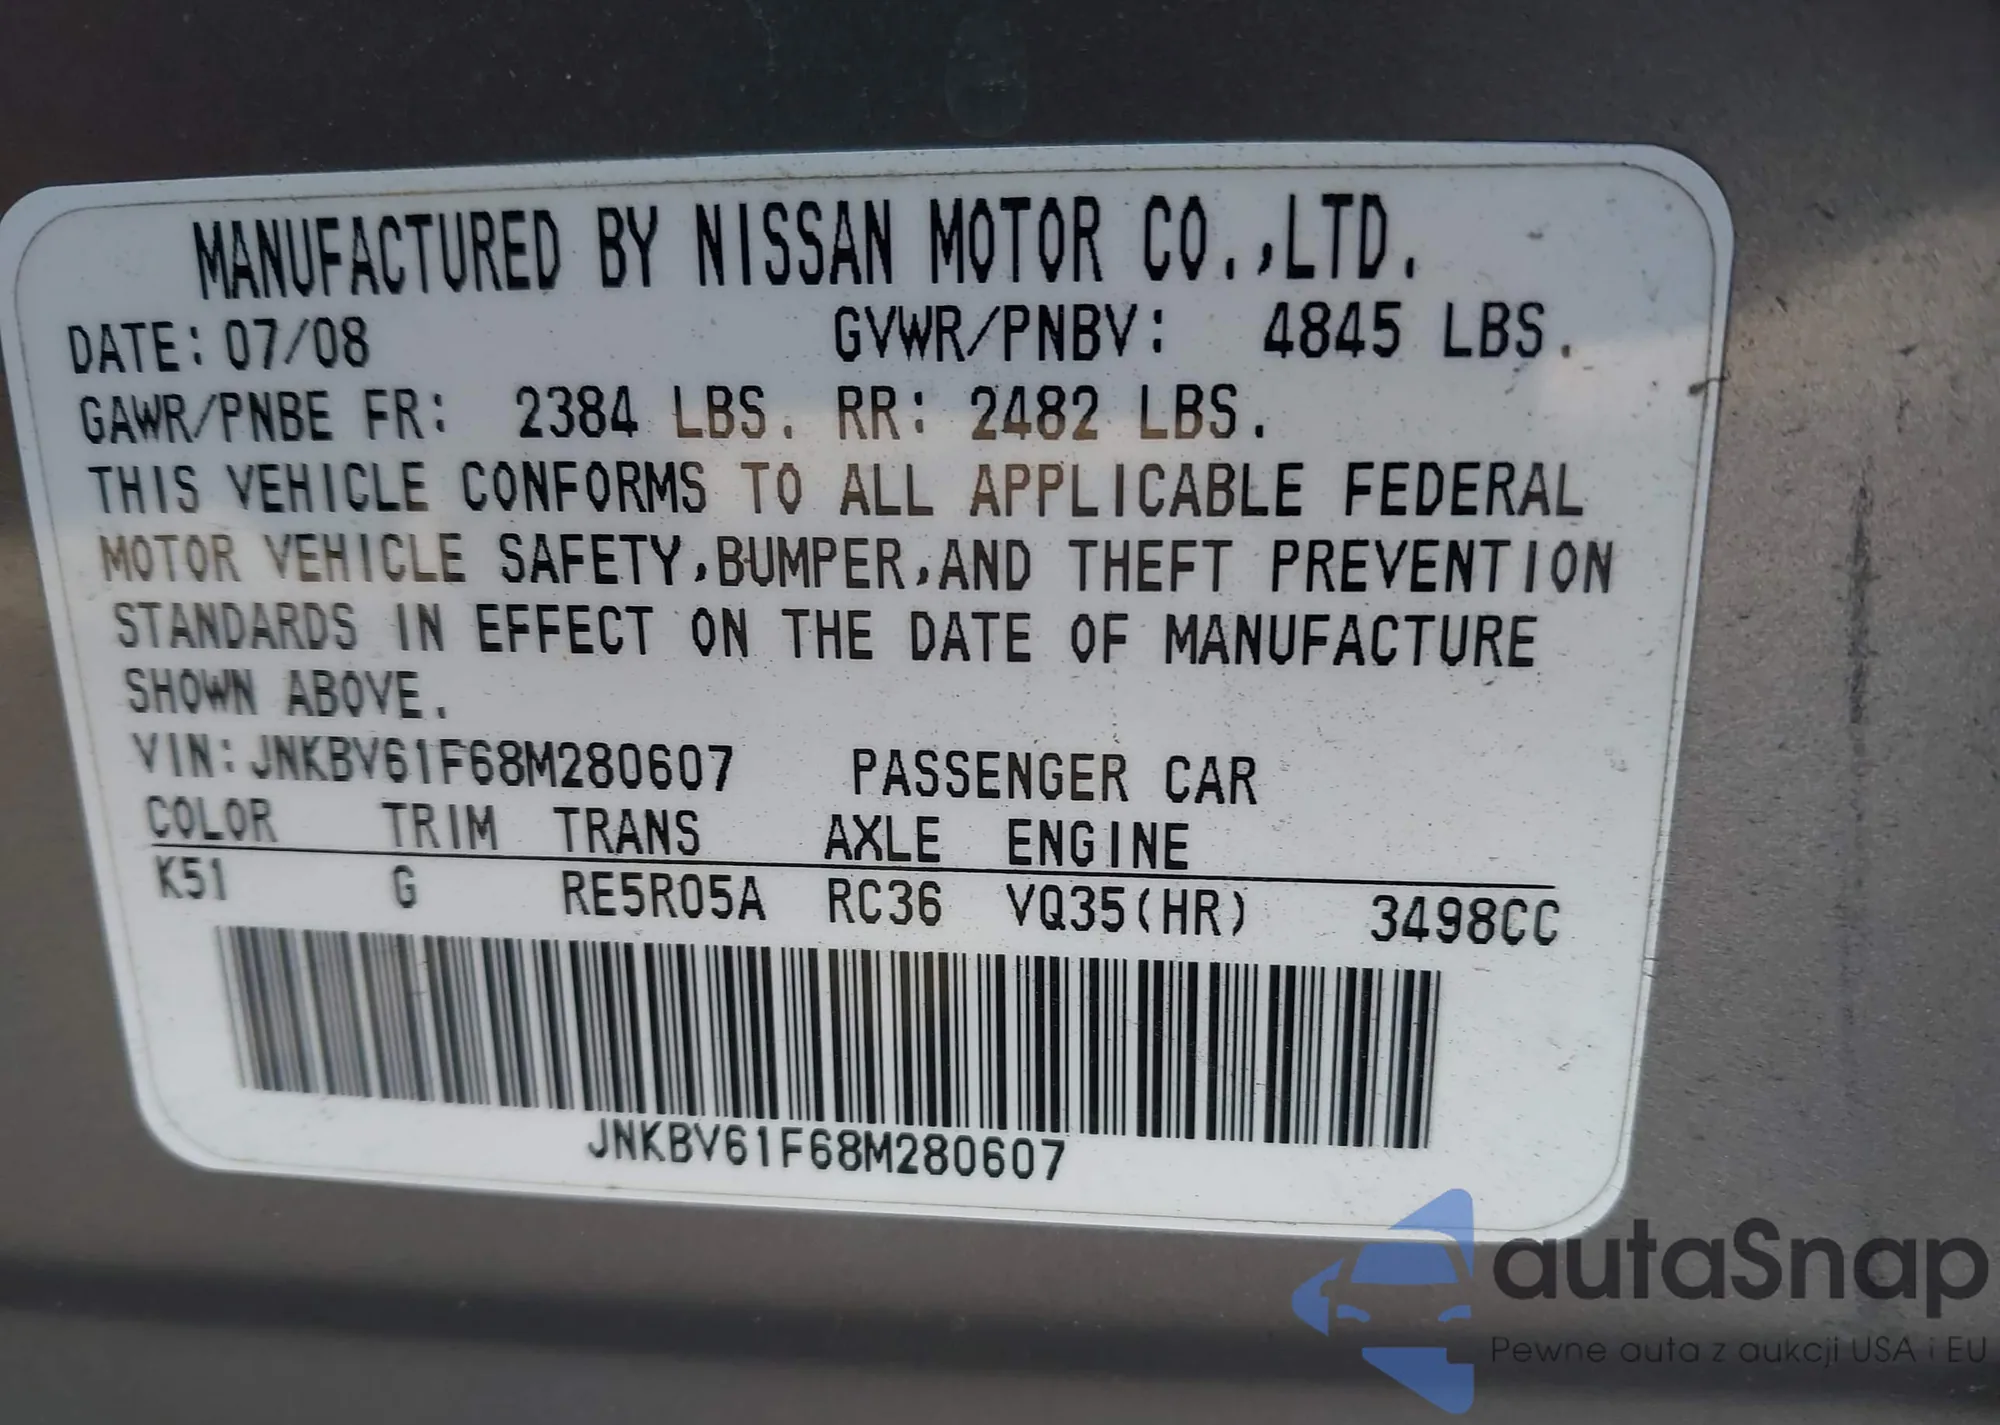 MANUFACTURED BY NISSAN MOTOR CO.,LTD.
DATE: 07/08 GVWR/PNBV: 4845 LBS.
GAWR/PNBE FR: 2384 LBS. RR: 2482 LBS.
THIS VEHICLE CONFORMS TO ALL APPLICABLE FEDERAL
MOTOR VEHICLE SAFETY,BUMPER,AND THEFT PREVENTION
STANDARDS IN EFFECT ON THE DATE OF MANUFACTURE
SHOWN ABOVE.
VIN:JNKBV61F68M280607 PASSENGER CAR
COLOR TRIM TRANS AXLE ENGINE
K51 G RE5R05A RC36 VQ35(HR) 3498CC
JNKBV61F68M280607
autaSnap
Pewne auta z aukcji USA i EU